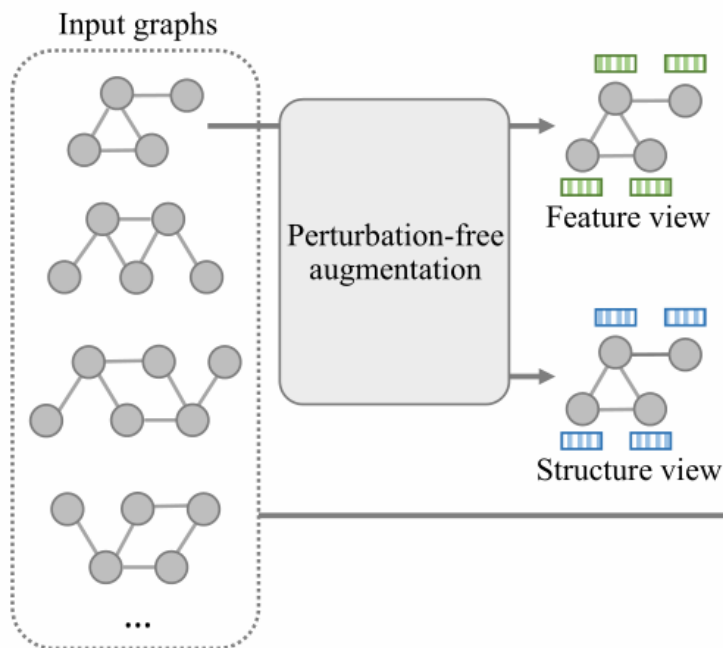 Input graphs
Perturbation-free
augmentation
Feature view
Structure view
...